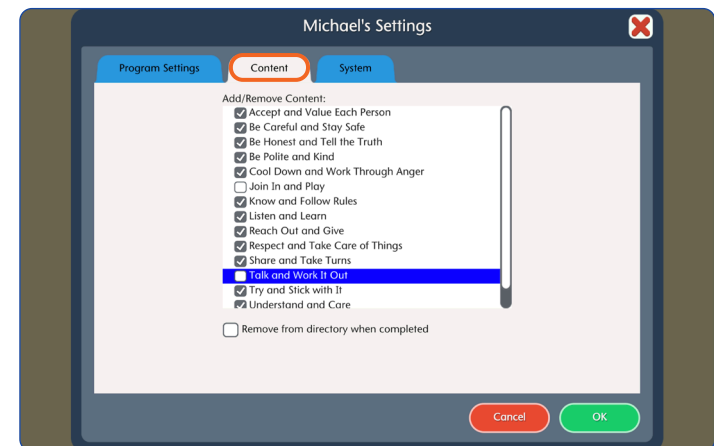 Michael's Settings
Program Settings
Content
System
Add/Remove Content:
Accept and Value Each Person
Be Careful and Stay Safe
Be Honest and Tell the Truth
Be Polite and Kind
Cool Down and Work Through Anger
Join In and Play
Know and Follow Rules
Listen and Learn
Reach Out and Give
Respect and Take Care of Things
Share and Take Turns
Talk and Work It Out
Try and Stick with It
Understand and Care
Remove from directory when completed
Cancel
OK